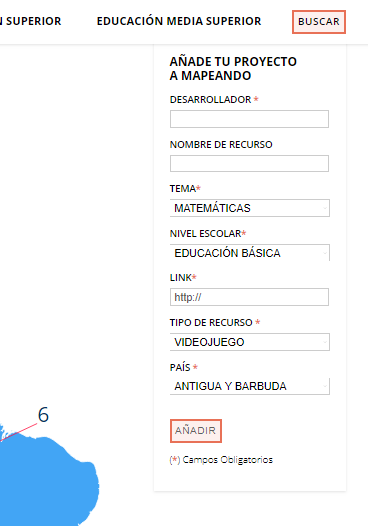 N SUPERIOR EDUCACIÓN MEDIA SUPERIOR BUSCAR
AÑADE TU PROYECTO
A MAPEANDO
DESARROLLADOR *
NOMBRE DE RECURSO
TEMA*
MATEMÁTICAS
NIVEL ESCOLAR*
EDUCACIÓN BÁSICA
LINK*
http://
TIPO DE RECURSO *
VIDEOJUEGO
PAÍS *
ANTIGUA Y BARBUDA
6
AÑADIR
(*) Campos Obligatorios